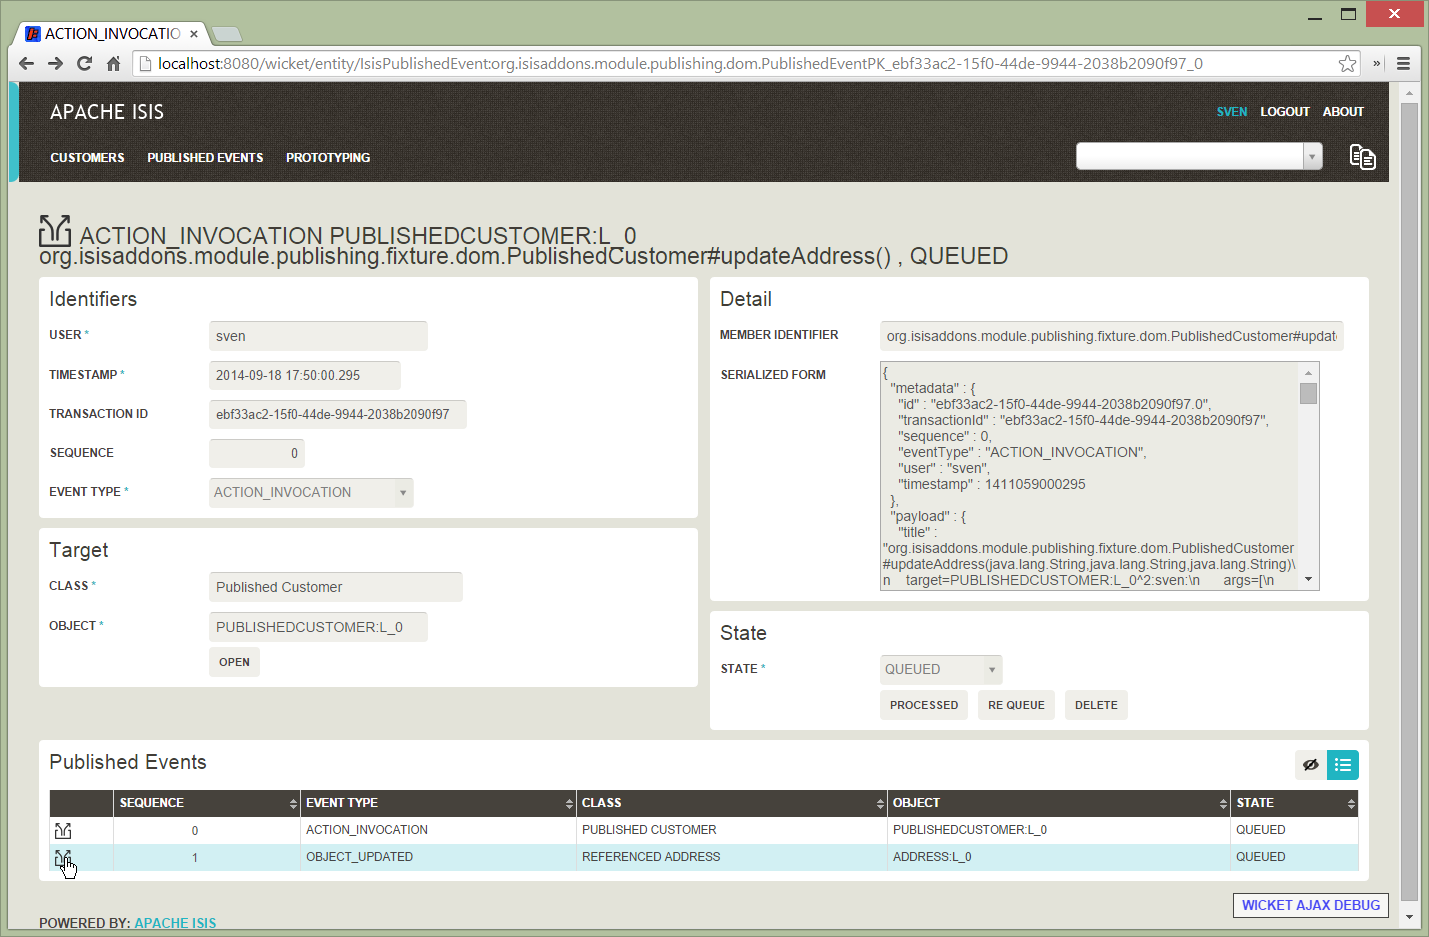 ACTION_INVOCATIO
localhost:8080/wicket/entity/IsisPublishedEvent:org.isisaddons.module.publishing.dom.PublishedEventPK_ebf33ac2-15f0-44de-9944-2038b2090f97_0
APACHE ISIS
SVEN LOGOUT ABOUT
CUSTOMERS PUBLISHED EVENTS PROTOTYPING
ACTION_INVOCATION PUBLISHEDCUSTOMER:L_0
org.isisaddons.module.publishing.fixture.dom.PublishedCustomer#updateAddress() , QUEUED
Identifiers
USER * sven
TIMESTAMP * 2014-09-18 17:50:00.295
TRANSACTION ID ebf33ac2-15f0-44de-9944-2038b2090f97
SEQUENCE 0
EVENT TYPE * ACTION_INVOCATION
Target
CLASS * Published Customer
OBJECT * PUBLISHEDCUSTOMER:L_0
OPEN
Detail
MEMBER IDENTIFIER org.isisaddons.module.publishing.fixture.dom.PublishedCustomer#update
SERIALIZED FORM
{
"metadata" : {
"id" : "ebf33ac2-15f0-44de-9944-2038b2090f97.0",
"transactionId" : "ebf33ac2-15f0-44de-9944-2038b2090f97",
"sequence" : 0,
"eventType" : "ACTION_INVOCATION",
"user" : "sven",
"timestamp" : 1411059000295
},
"payload" : {
"title" :
"org.isisaddons.module.publishing.fixture.dom.PublishedCustomer
#updateAddress(java.lang.String,java.lang.String,java.lang.String)\
n target=PUBLISHEDCUSTOMER:L_0^2:sven:\n args=[\n
State
STATE * QUEUED
PROCESSED RE QUEUE DELETE
Published Events
SEQUENCE EVENT TYPE CLASS OBJECT STATE
0 ACTION_INVOCATION PUBLISHED CUSTOMER PUBLISHEDCUSTOMER:L_0 QUEUED
1 OBJECT_UPDATED REFERENCED ADDRESS ADDRESS:L_0 QUEUED
WICKET AJAX DEBUG
POWERED BY: APACHE ISIS